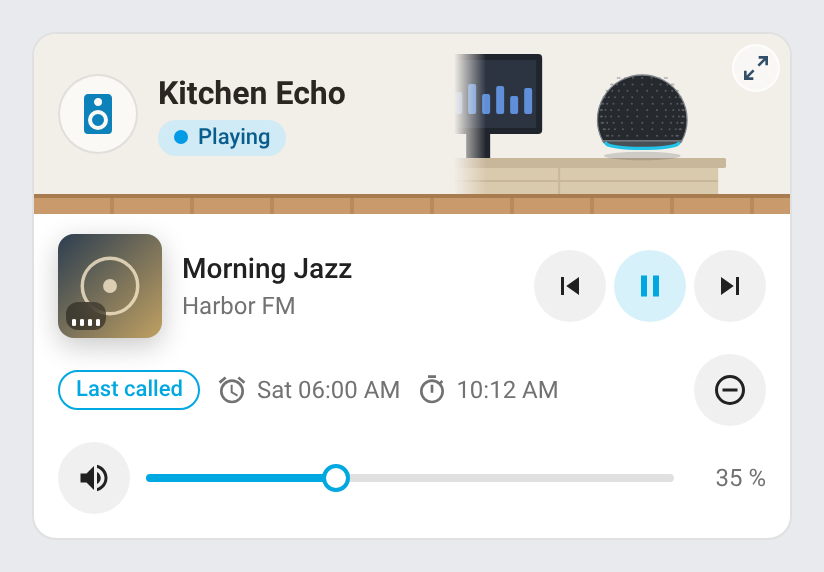 Kitchen Echo
Playing
Morning Jazz
Harbor FM
Last called Sat 06:00 AM 10:12 AM
35 %